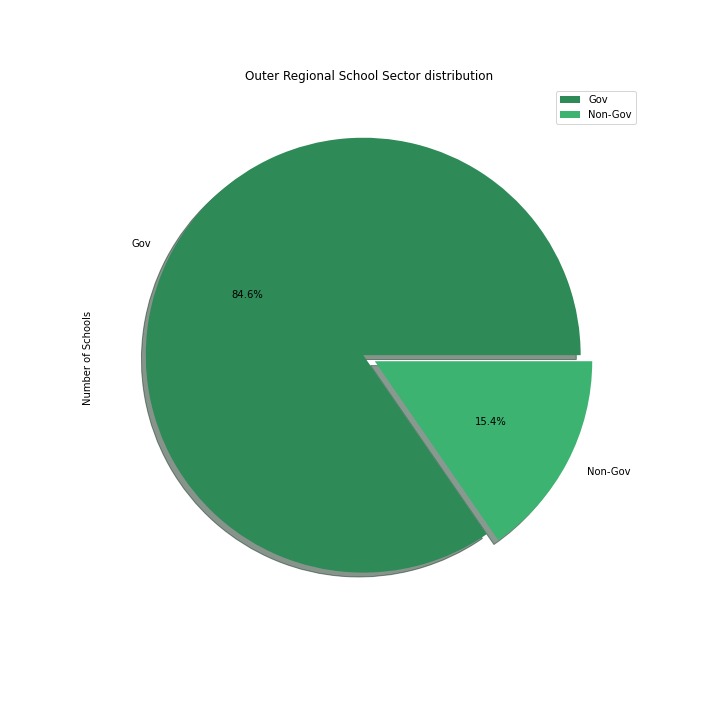 Outer Regional School Sector distribution
Gov
Non-Gov
Gov
84.6%
Number of Schools
15.4%
Non-Gov